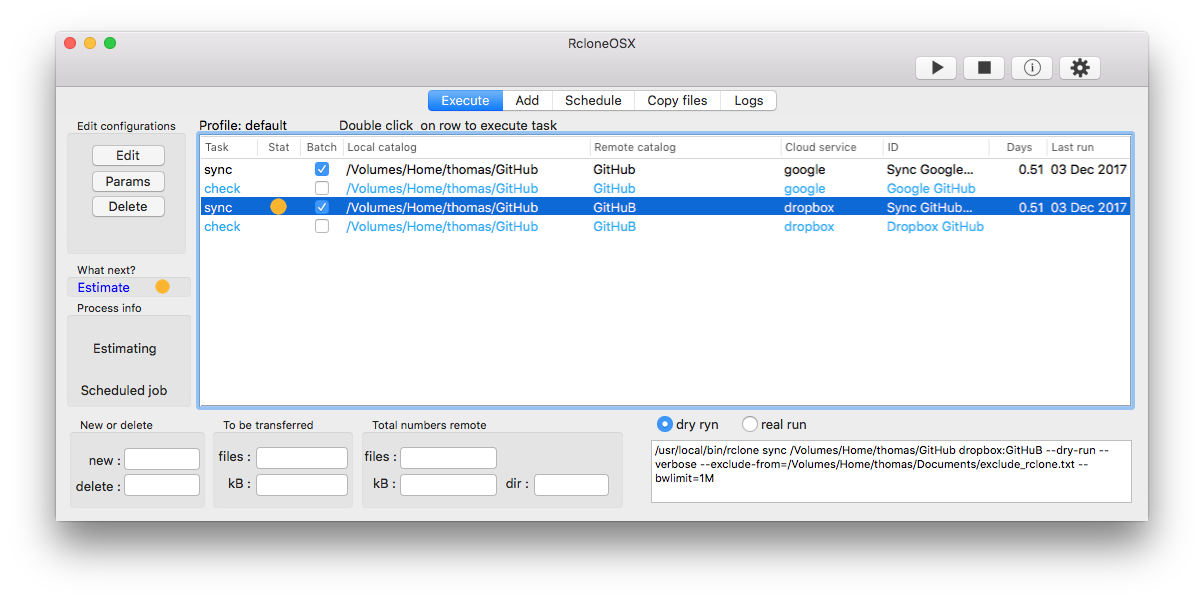 RcloneOSX
Execute Add Schedule Copy files Logs
Edit configurations
Profile: default Double click on row to execute task
Edit
Params
Delete
Task Stat Batch Local catalog Remote catalog Cloud service ID Days Last run
sync /Volumes/Home/thomas/GitHub GitHub google Sync Google... 0.51 03 Dec 2017
check /Volumes/Home/thomas/GitHub GitHub google Google GitHub
sync /Volumes/Home/thomas/GitHub GitHuB dropbox Sync GitHub... 0.51 03 Dec 2017
check /Volumes/Home/thomas/GitHub GitHuB dropbox Dropbox GitHub
What next?
Estimate
Process info
Estimating
Scheduled job
New or delete
new :
delete :
To be transferred
files :
kB :
Total numbers remote
files :
kB : dir :
dry ryn real run
/usr/local/bin/rclone sync /Volumes/Home/thomas/GitHub dropbox:GitHuB --dry-run --
verbose --exclude-from=/Volumes/Home/thomas/Documents/exclude_rclone.txt --
bwlimit=1M